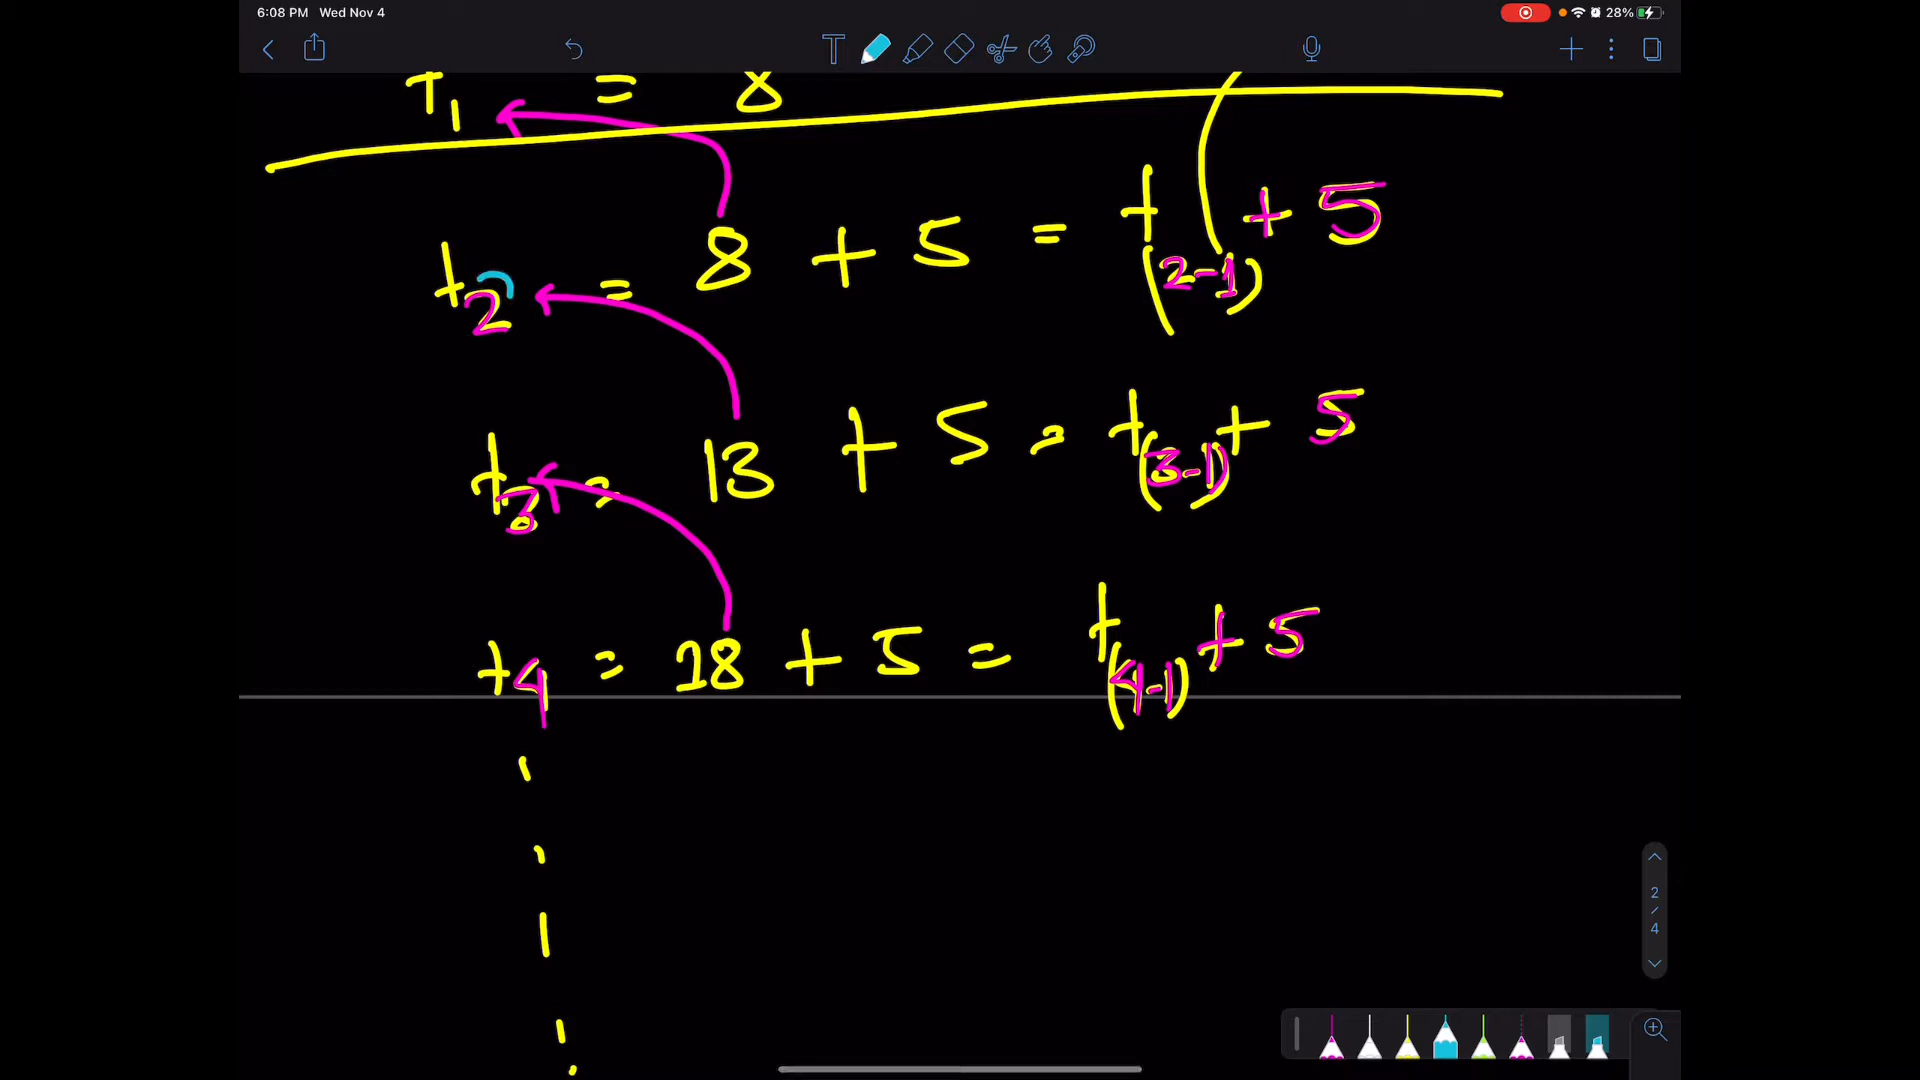 6:08 PM Wed Nov 4 28%
t₁ = 8
t₂ = 8 + 5 = t₍₂₋₁₎ + 5
t₃ = 13 + 5 = t₍₃₋₁₎ + 5
t₄ = 18 + 5 = t₍₄₋₁₎ + 5
2
/
4